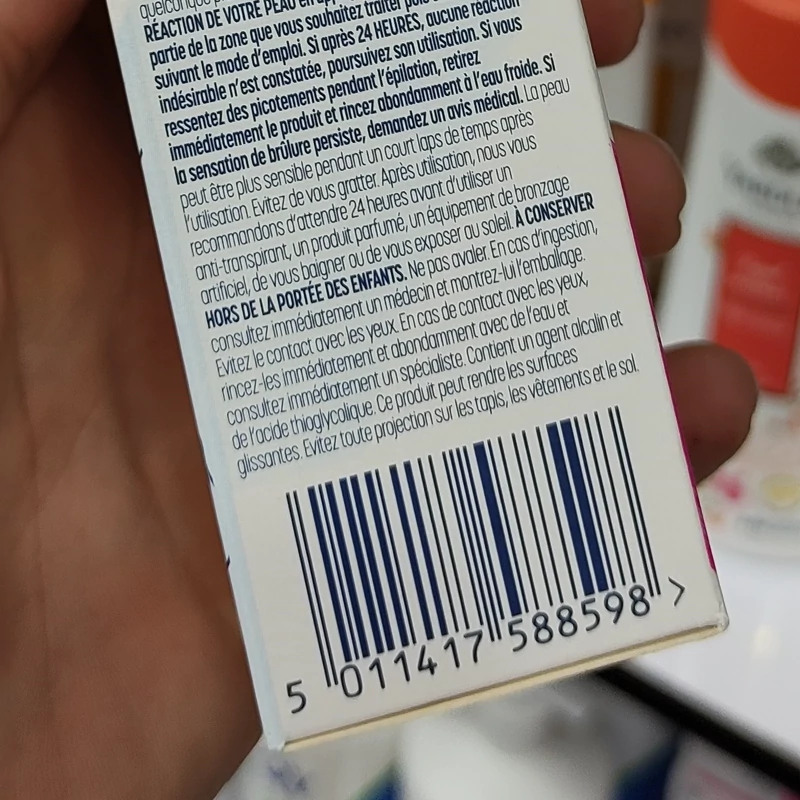 quelconque
RÉACTION DE VOTRE PEAU en
partie de la zone que vous souhaitez traiter puis
suivant le mode d'emploi. Si après 24 HEURES, aucune réaction
indésirable n'est constatée, poursuivez son utilisation. Si vous
ressentez des picotements pendant l'épilation, retirez
immédiatement le produit et rincez abondamment à l'eau froide. Si
la sensation de brûlure persiste, demandez un avis médical. La peau
peut être plus sensible pendant un court laps de temps après
l'utilisation. Evitez de vous gratter. Après utilisation, nous vous
recommandons d'attendre 24 heures avant d'utiliser un
anti-transpirant, un produit parfumé, un équipement de bronzage
artificiel, de vous baigner ou de vous exposer au soleil. À CONSERVER
HORS DE LA PORTÉE DES ENFANTS. Ne pas avaler. En cas d'ingestion,
consultez immédiatement un médecin et montrez-lui l'emballage.
Evitez le contact avec les yeux. En cas de contact avec les yeux,
rincez-les immédiatement et abondamment avec de l'eau et
consultez immédiatement un spécialiste. Contient un agent alcalin et
de l'acide thioglycolique. Ce produit peut rendre les surfaces
glissantes. Evitez toute projection sur les tapis, les vêtements et le sol.
5 011417 588598 >